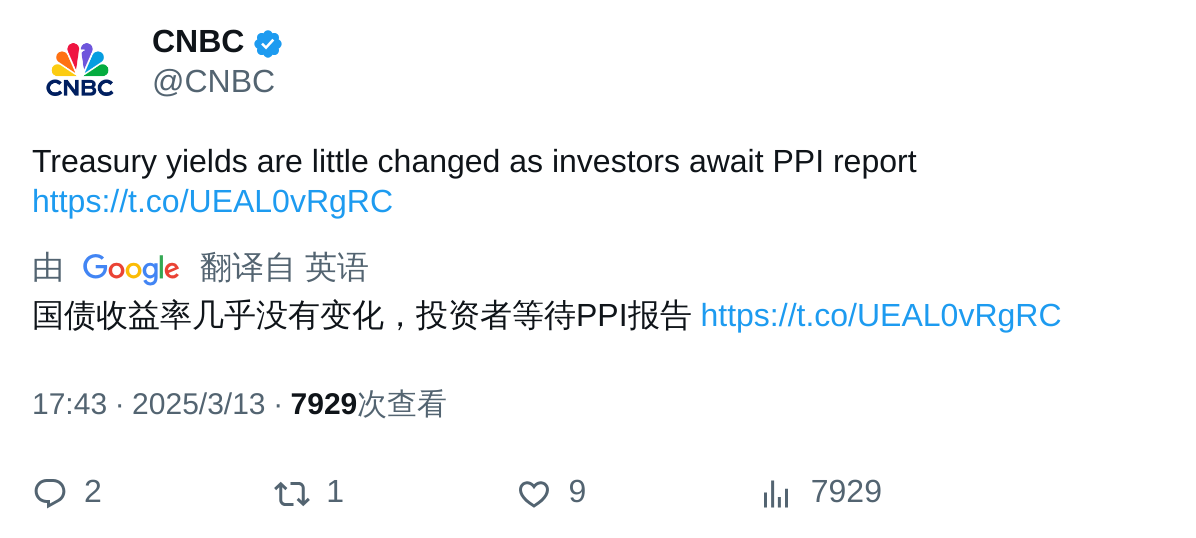 CNBC
CNBC
@CNBC
Treasury yields are little changed as investors await PPI report
https://t.co/UEAL0vRgRC
由 Google 翻译自 英语
国债收益率几乎没有变化，投资者等待PPI报告 https://t.co/UEAL0vRgRC
17:43 · 2025/3/13 · 7929次查看
2 1 9 7929